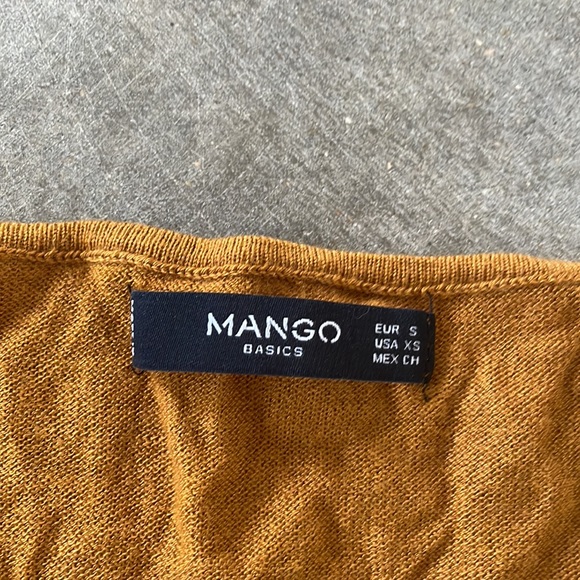 MANGO
BASICS
EUR S
USA XS
MEX CH